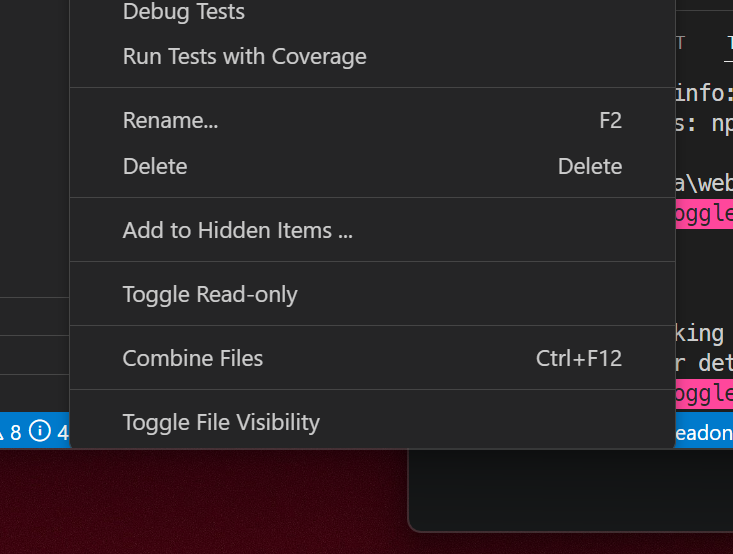 Debug Tests
Run Tests with Coverage
T
info:
Rename... F2
s: np
Delete Delete
a\web
oggle
Add to Hidden Items ...
Toggle Read-only
king
Combine Files Ctrl+F12
r det
oggle
Toggle File Visibility
8 4
eadon